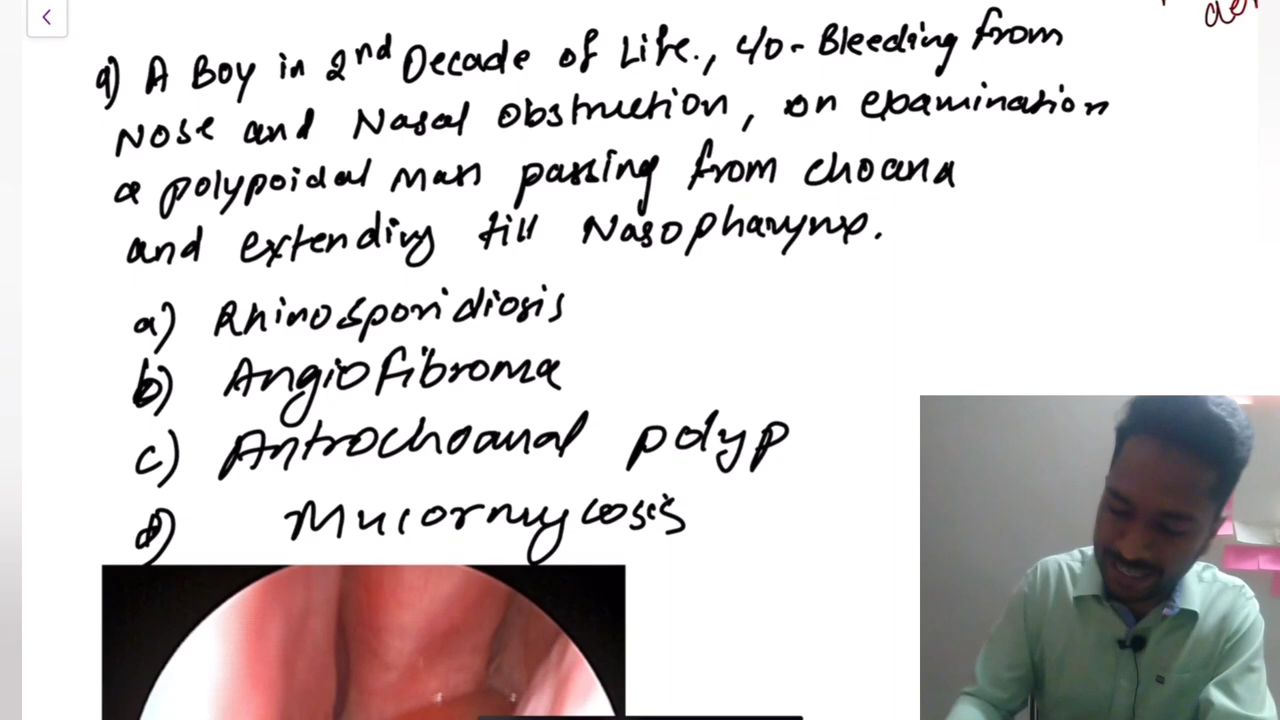 q) A Boy in 2nd Decade of Life., c/o - Bleeding from
Nose and Nasal obstruction, on examination
a polypoidal mass passing from choana
and extending till Nasopharynx.
a) Rhinosporidiosis
b) Angiofibroma
c) Antrochoanal polyp
d) Mucormycosis